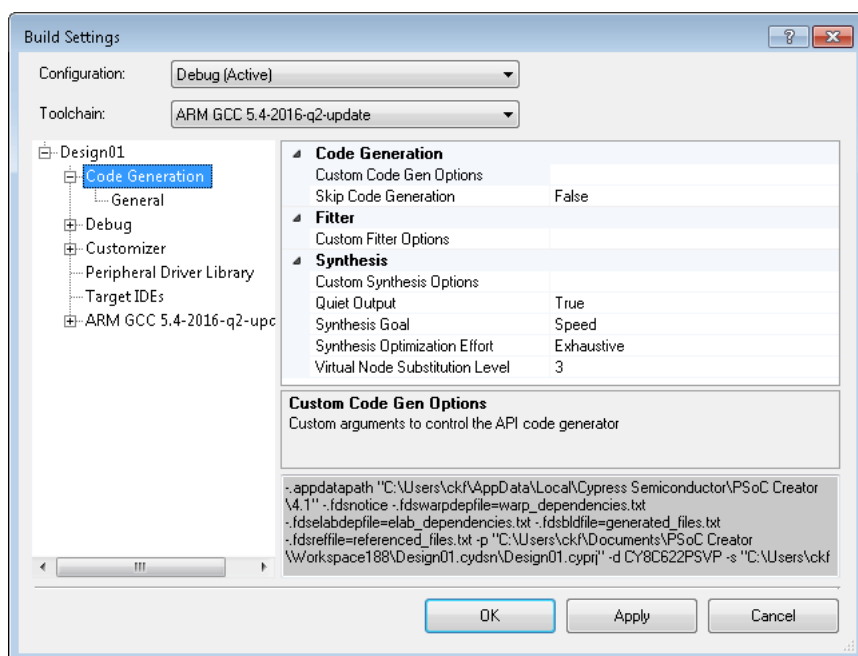 Build Settings
Configuration: Debug (Active)
Toolchain: ARM GCC 5.4-2016-q2-update
Design01
Code Generation
General
Debug
Customizer
Peripheral Driver Library
Target IDEs
ARM GCC 5.4-2016-q2-upd
Code Generation
Custom Code Gen Options
Skip Code Generation False
Fitter
Custom Fitter Options
Synthesis
Custom Synthesis Options
Quiet Output True
Synthesis Goal Speed
Synthesis Optimization Effort Exhaustive
Virtual Node Substitution Level 3
Custom Code Gen Options
Custom arguments to control the API code generator
-.appdatapath "C:\Users\ckf\AppData\Local\Cypress Semiconductor\PSoC Creator
\4.1" -.fdsnotice -.fdswarpdepfile=warp_dependencies.txt
-.fdselabdepfile=elab_dependencies.txt -.fdsbldfile=generated_files.txt
-.fdsreffile=referenced_files.txt -p "C:\Users\ckf\Documents\PSoC Creator
\Workspace188\Design01.cydsn\Design01.cyprj" -d CY8C622PSVP -s "C:\Users\ckf
OK Apply Cancel